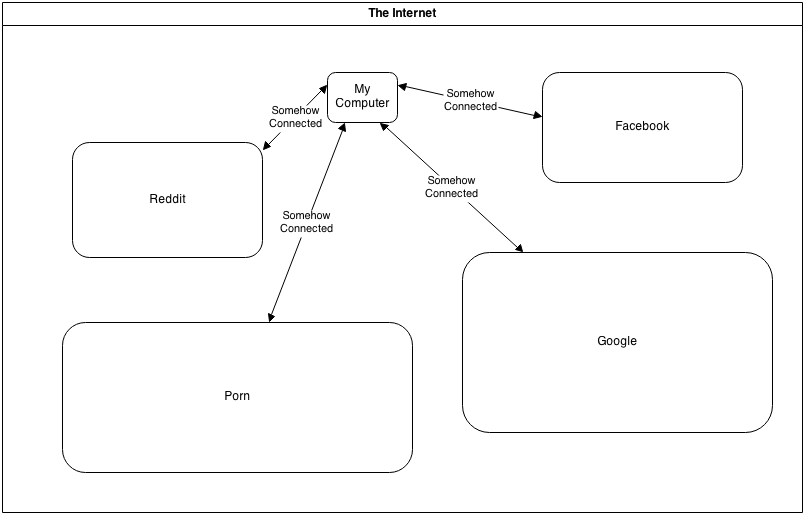 The Internet
My
Computer
Somehow
Connected
Facebook
Somehow
Connected
Reddit
Somehow
Connected
Somehow
Connected
Google
Porn